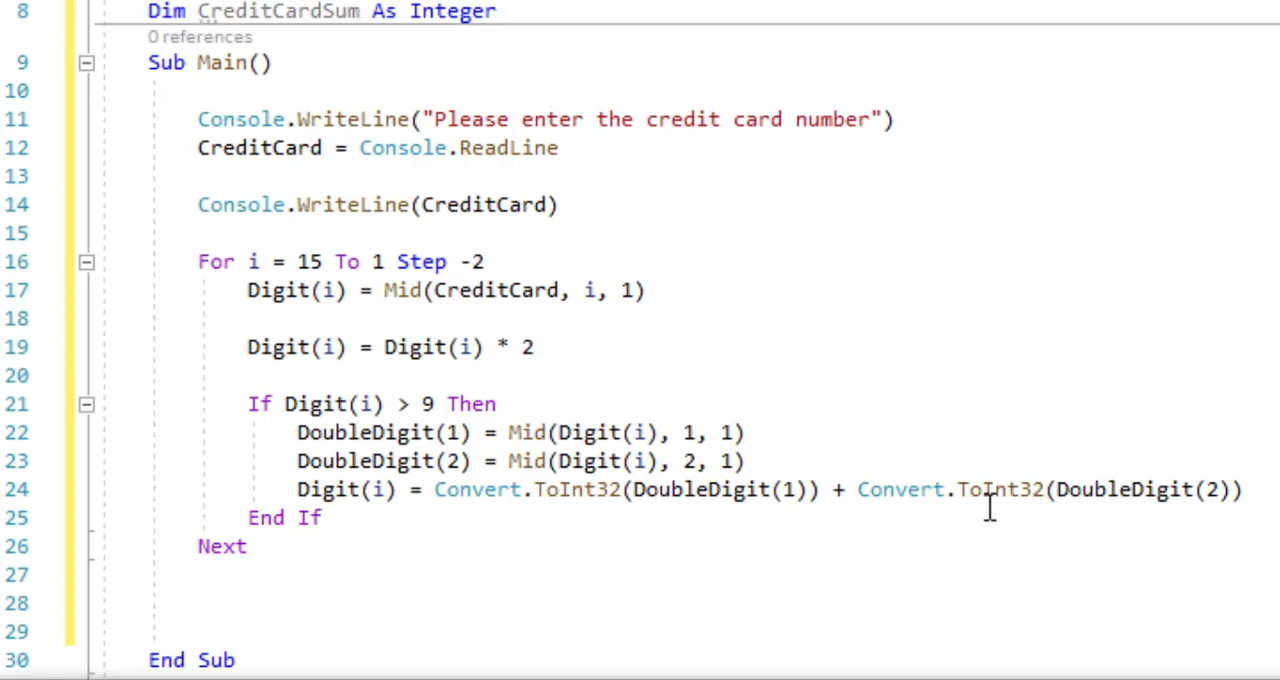 8 Dim CreditCardSum As Integer
0 references
9 Sub Main()
10
11 Console.WriteLine("Please enter the credit card number")
12 CreditCard = Console.ReadLine
13
14 Console.WriteLine(CreditCard)
15
16 For i = 15 To 1 Step -2
17 Digit(i) = Mid(CreditCard, i, 1)
18
19 Digit(i) = Digit(i) * 2
20
21 If Digit(i) > 9 Then
22 DoubleDigit(1) = Mid(Digit(i), 1, 1)
23 DoubleDigit(2) = Mid(Digit(i), 2, 1)
24 Digit(i) = Convert.ToInt32(DoubleDigit(1)) + Convert.ToInt32(DoubleDigit(2))
25 End If
26 Next
27
28
29
30 End Sub